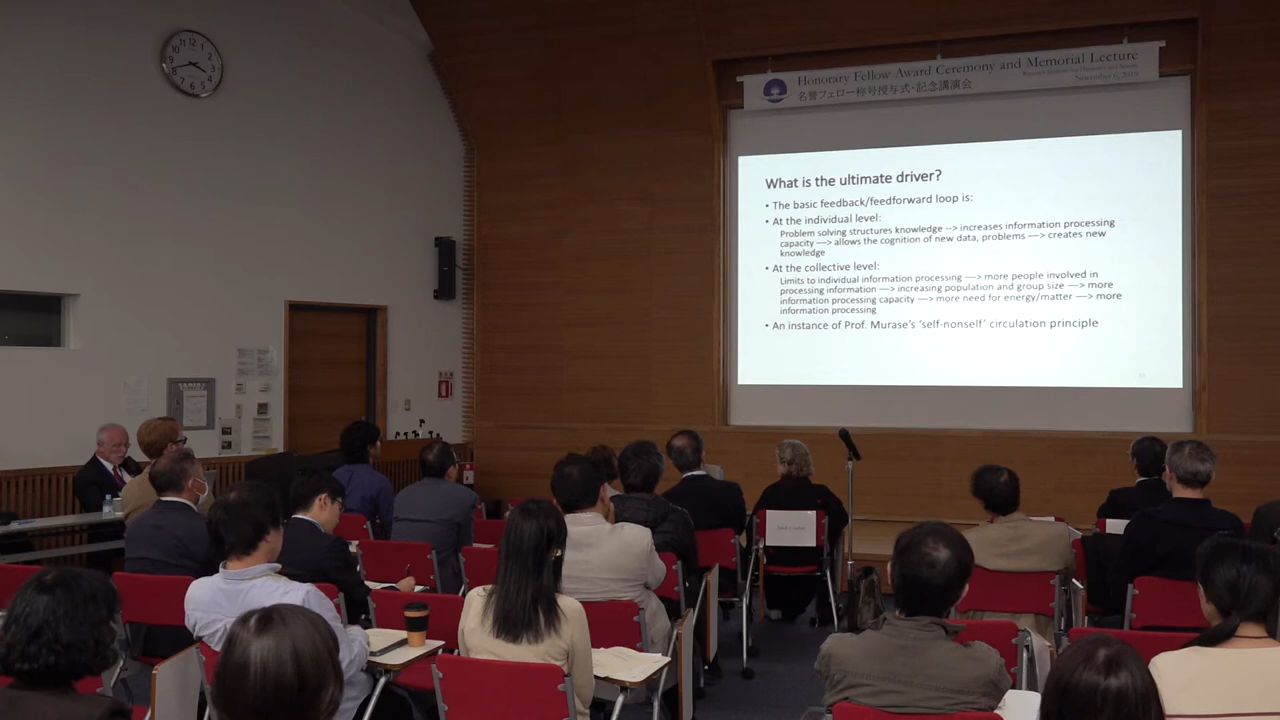 Honorary Fellow Award Ceremony and Memorial Lecture
November 6, 2019
名誉フェロー称号授与式・記念講演会
What is the ultimate driver?
• The basic feedback/feedforward loop is:
• At the individual level:
Problem solving structures knowledge –> increases information processing
capacity —> allows the cognition of new data, problems —> creates new
knowledge
• At the collective level:
Limits to individual information processing —> more people involved in
processing information —> increasing population and group size —> more
information processing capacity —> more need for energy/matter —> more
information processing
• An instance of Prof. Murase's 'self-nonself' circulation principle